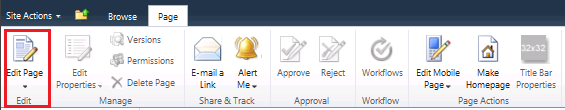 Site Actions
Browse
Page
Edit Page
Edit
Edit
Properties
Versions
Permissions
Delete Page
Manage
E-mail a
Link
Alert
Me
Share & Track
Approve
Reject
Approval
Workflows
Workflow
Edit Mobile
Page
Make
Homepage
32x32
Title Bar
Properties
Page Actions